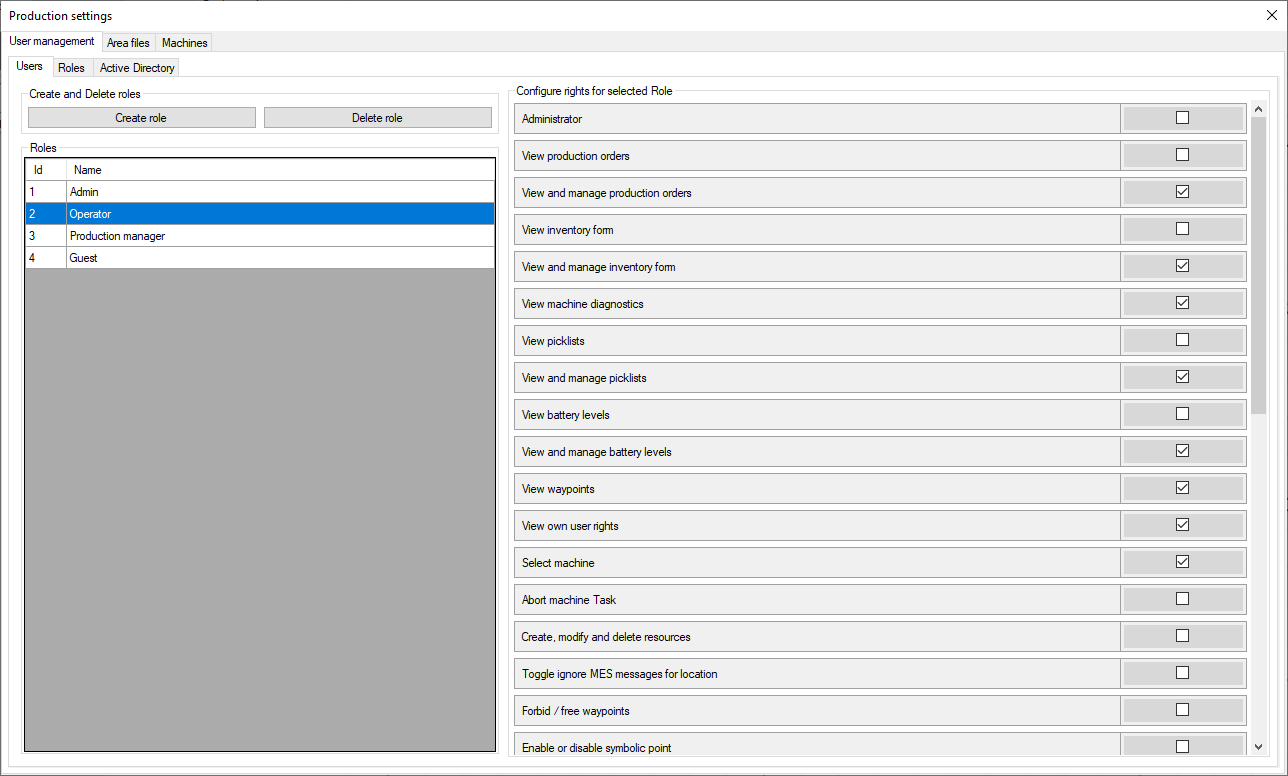 Production settings
User management Area files Machines
Users Roles Active Directory
Create and Delete roles
Create role Delete role
Roles
Id Name
1 Admin
2 Operator
3 Production manager
4 Guest
Configure rights for selected Role
Administrator
View production orders
View and manage production orders
View inventory form
View and manage inventory form
View machine diagnostics
View picklists
View and manage picklists
View battery levels
View and manage battery levels
View waypoints
View own user rights
Select machine
Abort machine Task
Create, modify and delete resources
Toggle ignore MES messages for location
Forbid / free waypoints
Enable or disable symbolic point